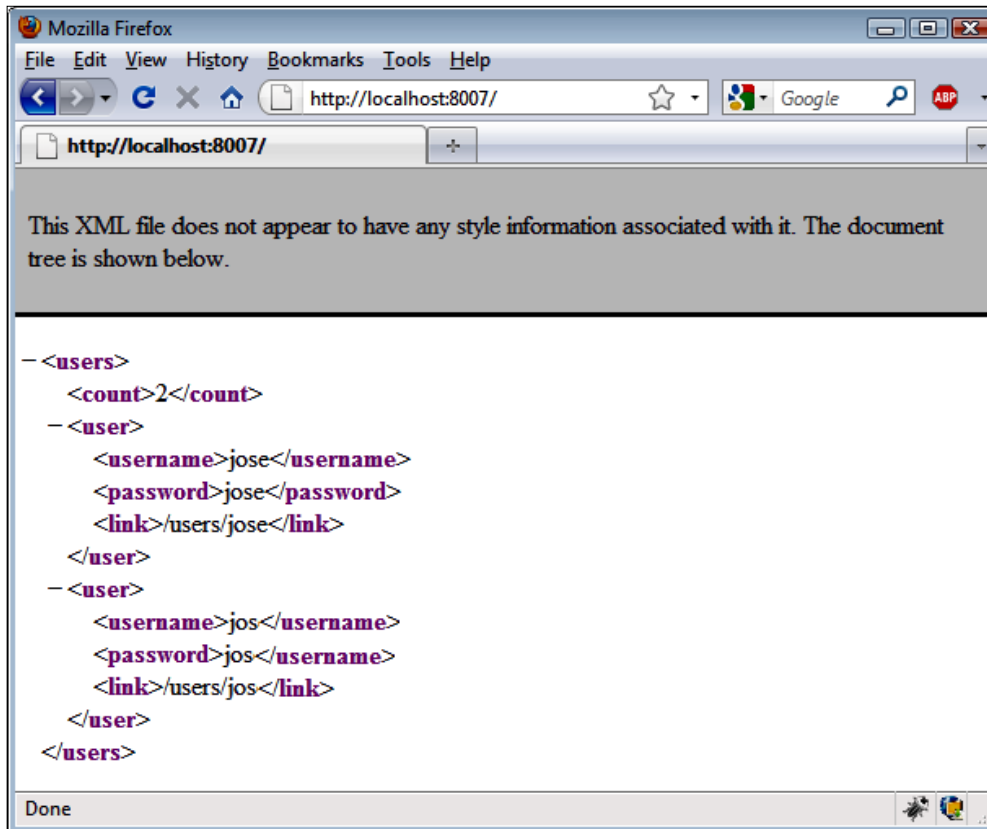 Mozilla Firefox
File Edit View History Bookmarks Tools Help
http://localhost:8007/ Google ABP
http://localhost:8007/
This XML file does not appear to have any style information associated with it. The document
tree is shown below.
−<users>
<count>2</count>
−<user>
<username>jose</username>
<password>jose</password>
<link>/users/jose</link>
</user>
−<user>
<username>jos</username>
<password>jos</username>
<link>/users/jos</link>
</user>
</users>
Done